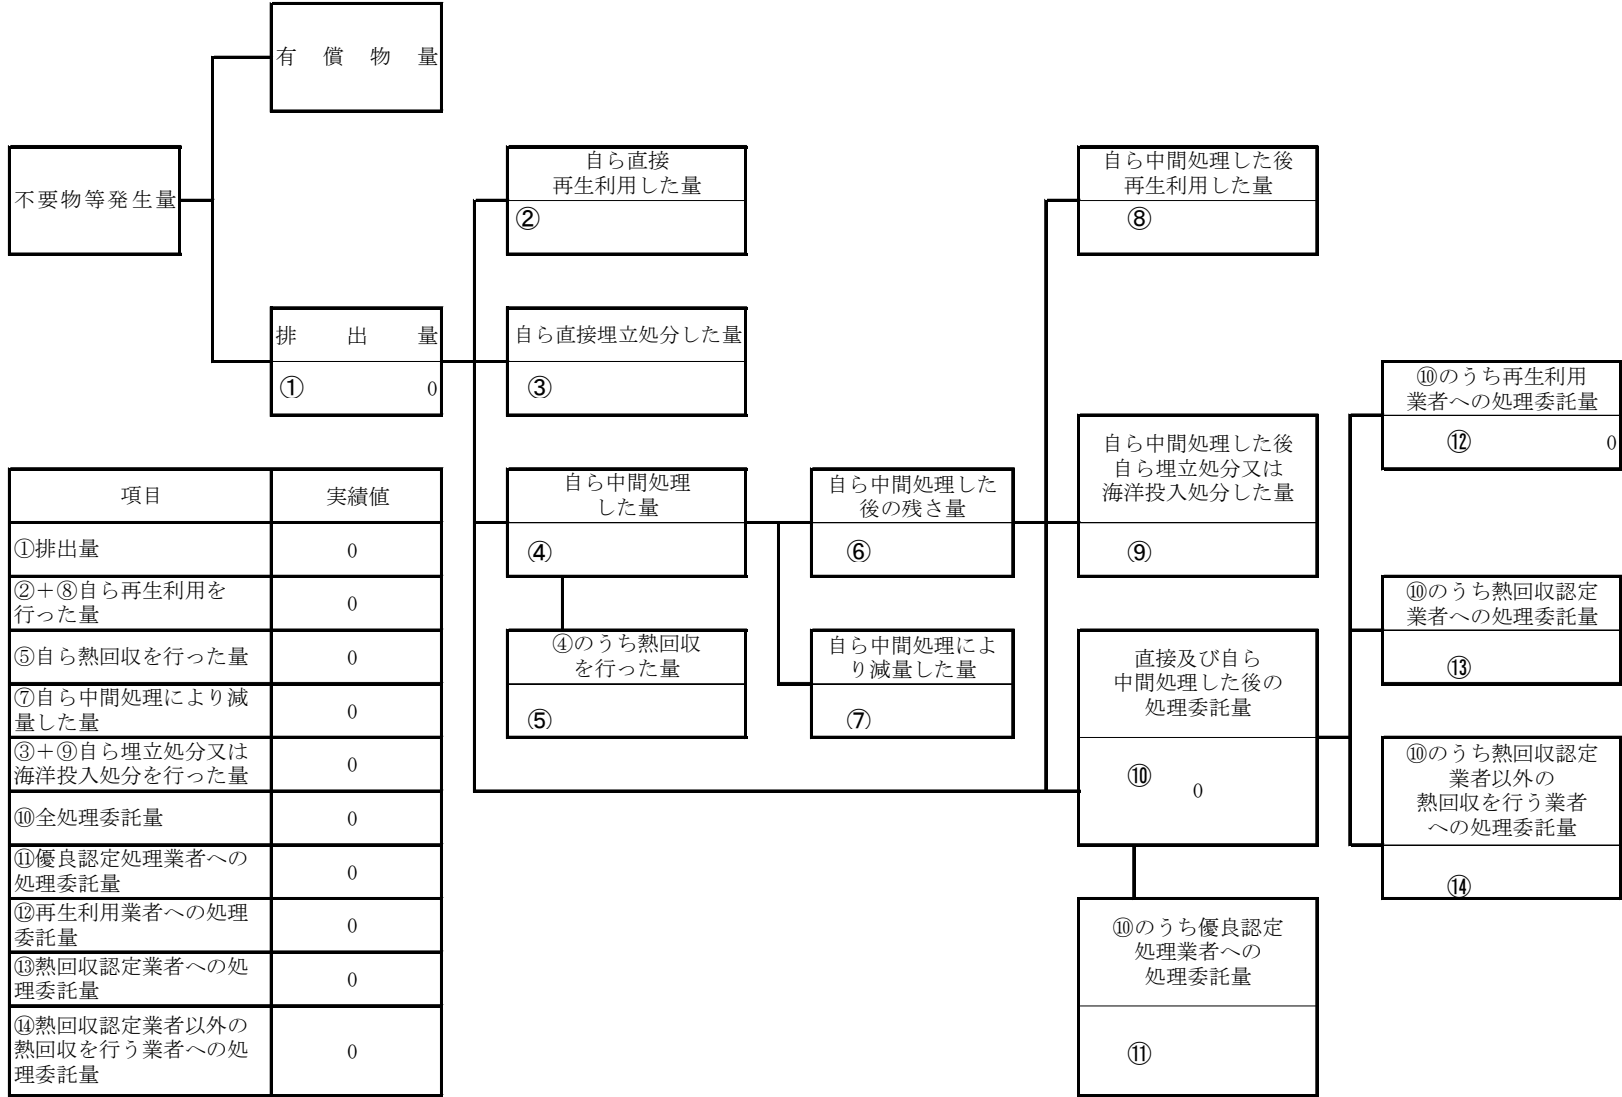 有償物量
不要物等発生量
排出量
① 0
自ら直接
再生利用した量
②
自ら直接埋立処分した量
③
自ら中間処理
した量
④
④のうち熱回収
を行った量
⑤
自ら中間処理した
後の残さ量
⑥
自ら中間処理によ
り減量した量
⑦
自ら中間処理した後
再生利用した量
⑧
自ら中間処理した後
自ら埋立処分又は
海洋投入処分した量
⑨
直接及び自ら
中間処理した後の
処理委託量
⑩
0
⑩のうち優良認定
処理業者への
処理委託量
⑪
⑩のうち再生利用
業者への処理委託量
⑫ 0
⑩のうち熱回収認定
業者への処理委託量
⑬
⑩のうち熱回収認定
業者以外の
熱回収を行う業者
への処理委託量
⑭
項目 実績値
①排出量 0
②＋⑧自ら再生利用を
行った量 0
⑤自ら熱回収を行った量 0
⑦自ら中間処理により減
量した量 0
③＋⑨自ら埋立処分又は
海洋投入処分を行った量 0
⑩全処理委託量 0
⑪優良認定処理業者への
処理委託量 0
⑫再生利用業者への処理
委託量 0
⑬熱回収認定業者への処
理委託量 0
⑭熱回収認定業者以外の
熱回収を行う業者への処 0
理委託量